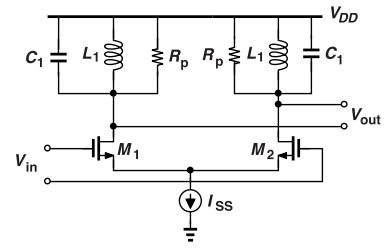 V_DD
C_1 L_1 R_p R_p L_1 C_1
V_out
V_in M_1 M_2
I_SS